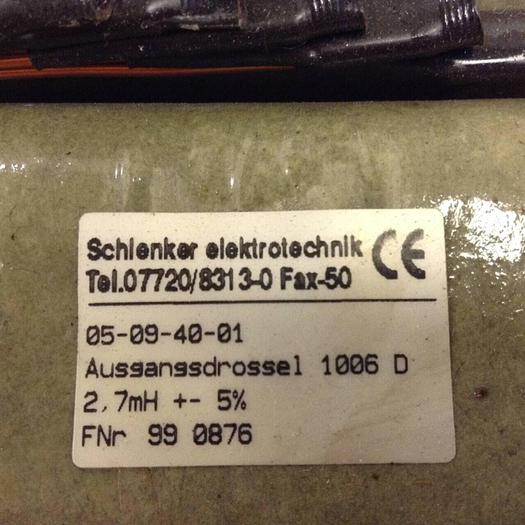 Schlenker elektrotechnik CE
Tel.07720/8313-0 Fax-50
05-09-40-01
Ausgangsdrossel 1006 D
2,7mH +- 5%
FNr 99 0876